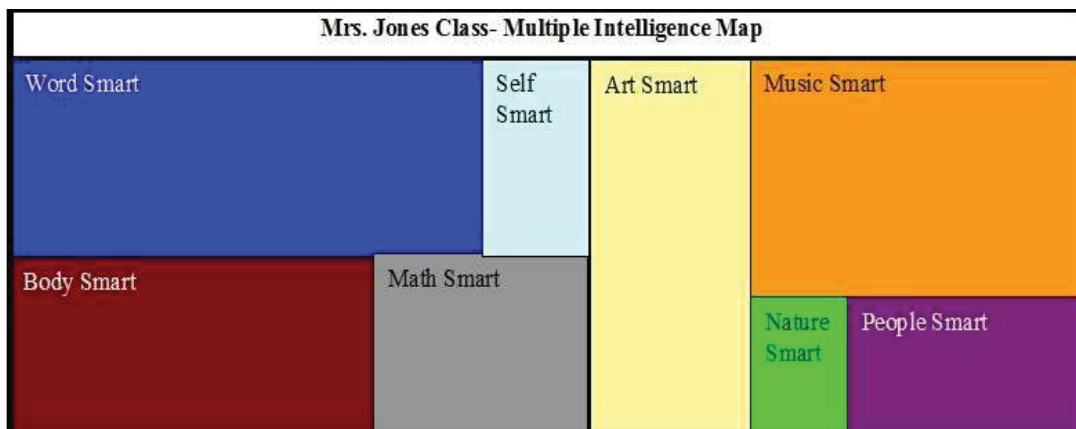 Mrs. Jones Class- Multiple Intelligence Map
Word Smart
Self
Smart
Art Smart
Music Smart
Body Smart
Math Smart
Nature
Smart
People Smart